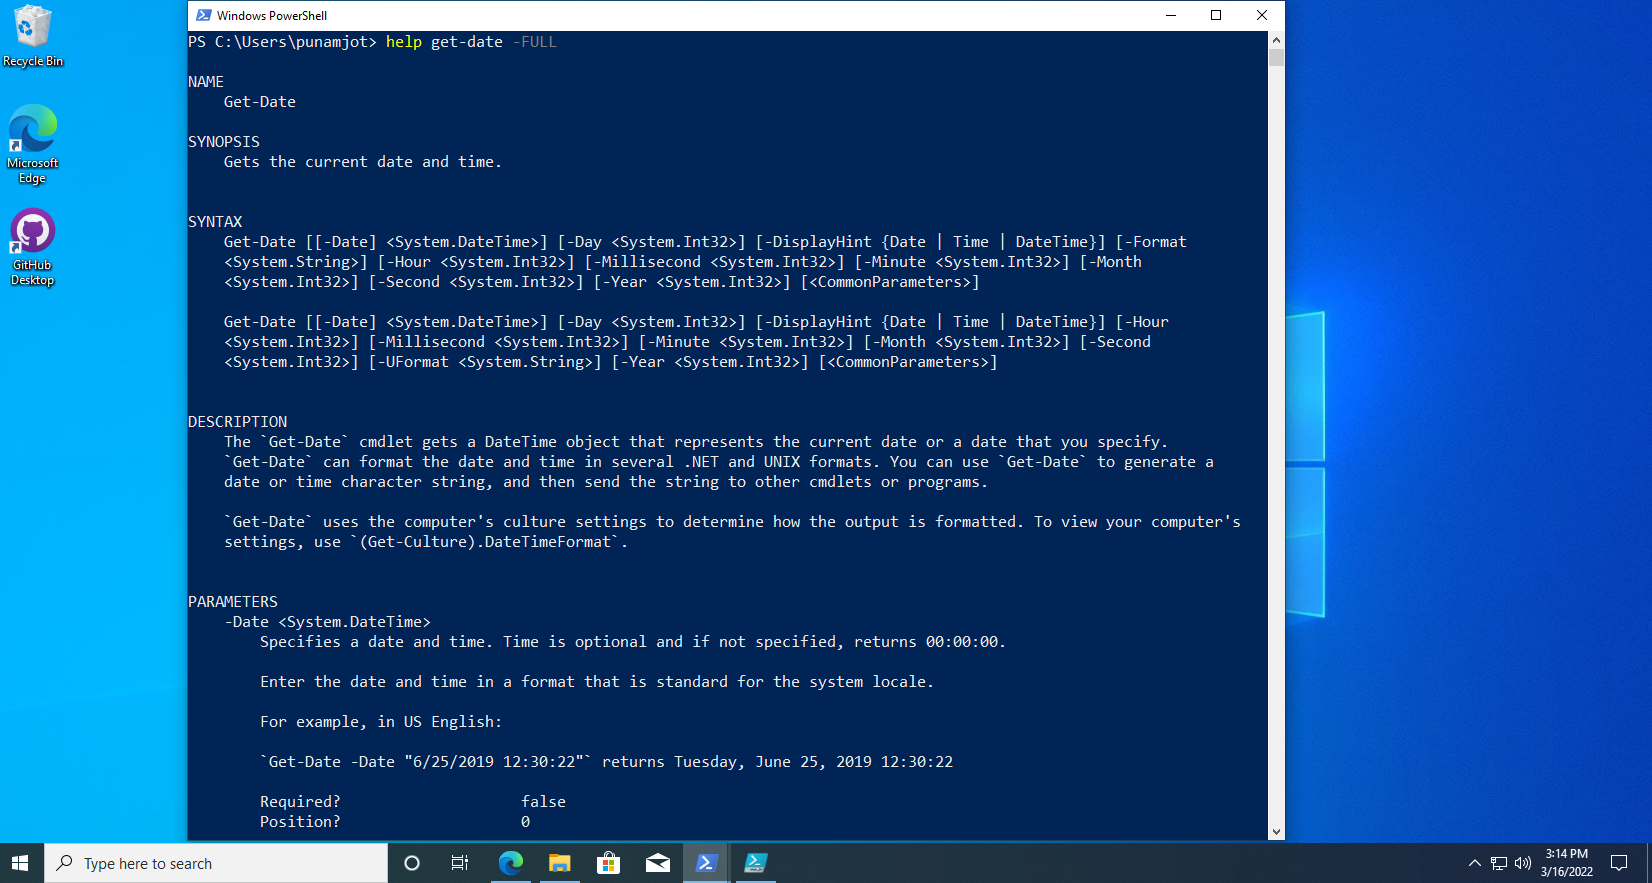 Recycle Bin
Microsoft
Edge
GitHub
Desktop
Windows PowerShell
PS C:\Users\punamjot> help get-date -FULL
NAME
Get-Date
SYNOPSIS
Gets the current date and time.
SYNTAX
Get-Date [[-Date] <System.DateTime>] [-Day <System.Int32>] [-DisplayHint {Date | Time | DateTime}] [-Format
<System.String>] [-Hour <System.Int32>] [-Millisecond <System.Int32>] [-Minute <System.Int32>] [-Month
<System.Int32>] [-Second <System.Int32>] [-Year <System.Int32>] [<CommonParameters>]
Get-Date [[-Date] <System.DateTime>] [-Day <System.Int32>] [-DisplayHint {Date | Time | DateTime}] [-Hour
<System.Int32>] [-Millisecond <System.Int32>] [-Minute <System.Int32>] [-Month <System.Int32>] [-Second
<System.Int32>] [-UFormat <System.String>] [-Year <System.Int32>] [<CommonParameters>]
DESCRIPTION
The `Get-Date` cmdlet gets a DateTime object that represents the current date or a date that you specify.
`Get-Date` can format the date and time in several .NET and UNIX formats. You can use `Get-Date` to generate a
date or time character string, and then send the string to other cmdlets or programs.
`Get-Date` uses the computer's culture settings to determine how the output is formatted. To view your computer's
settings, use `(Get-Culture).DateTimeFormat`.
PARAMETERS
-Date <System.DateTime>
Specifies a date and time. Time is optional and if not specified, returns 00:00:00.
Enter the date and time in a format that is standard for the system locale.
For example, in US English:
`Get-Date -Date "6/25/2019 12:30:22"` returns Tuesday, June 25, 2019 12:30:22
Required? false
Position? 0
Type here to search
3:14 PM
3/16/2022